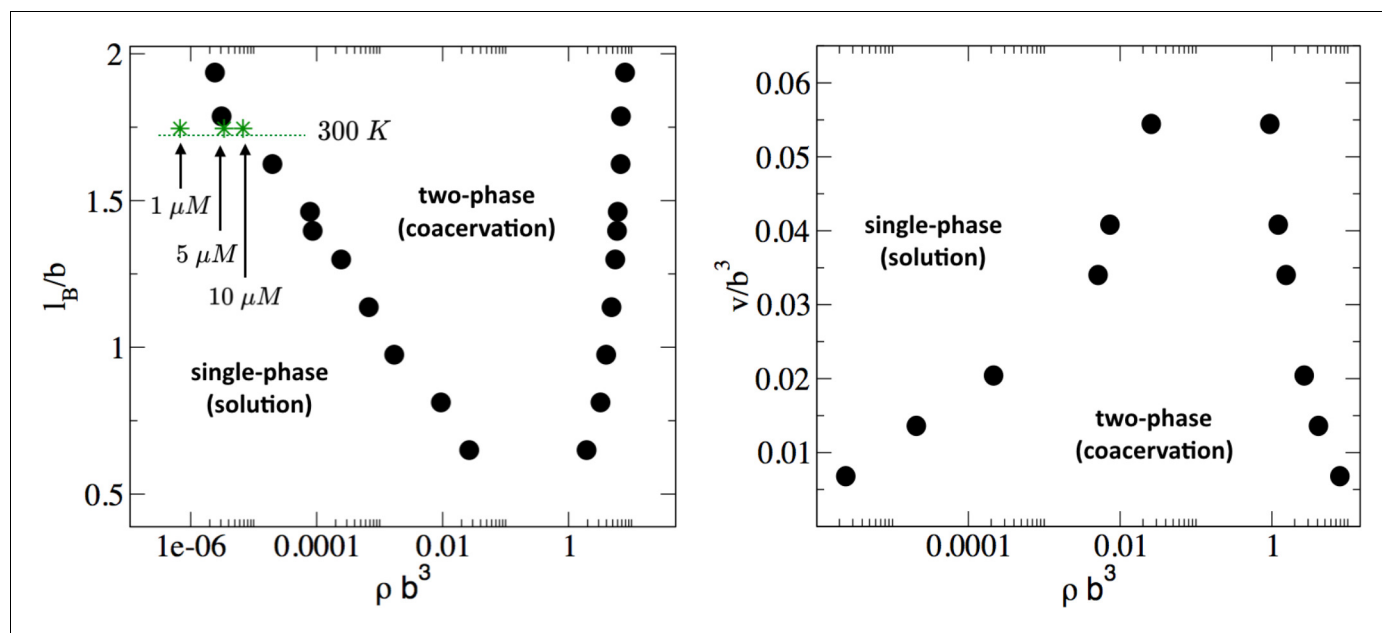 2
1.5
1
0.5
l_B/b
300 K
1 μM
5 μM
10 μM
two-phase
(coacervation)
single-phase
(solution)
1e-06 0.0001 0.01 1
ρ b³
0.06
0.05
0.04
0.03
0.02
0.01
v/b³
single-phase
(solution)
two-phase
(coacervation)
0.0001 0.01 1
ρ b³